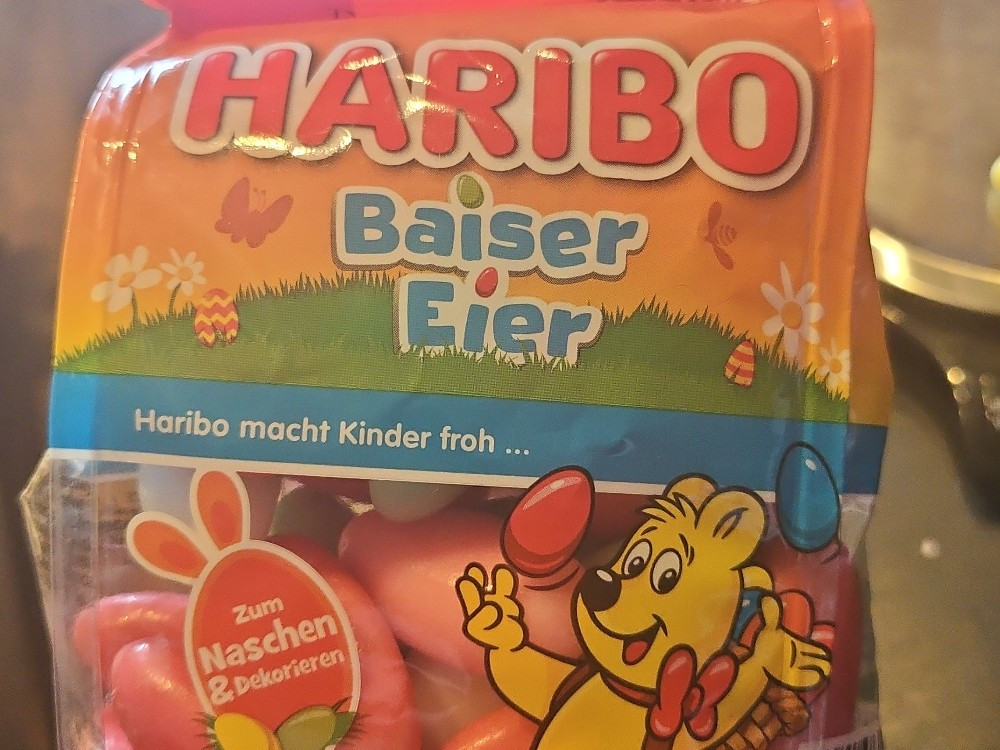 HARIBO
Baiser
Eier
Haribo macht Kinder froh ...
Zum
Naschen
& Dekorieren